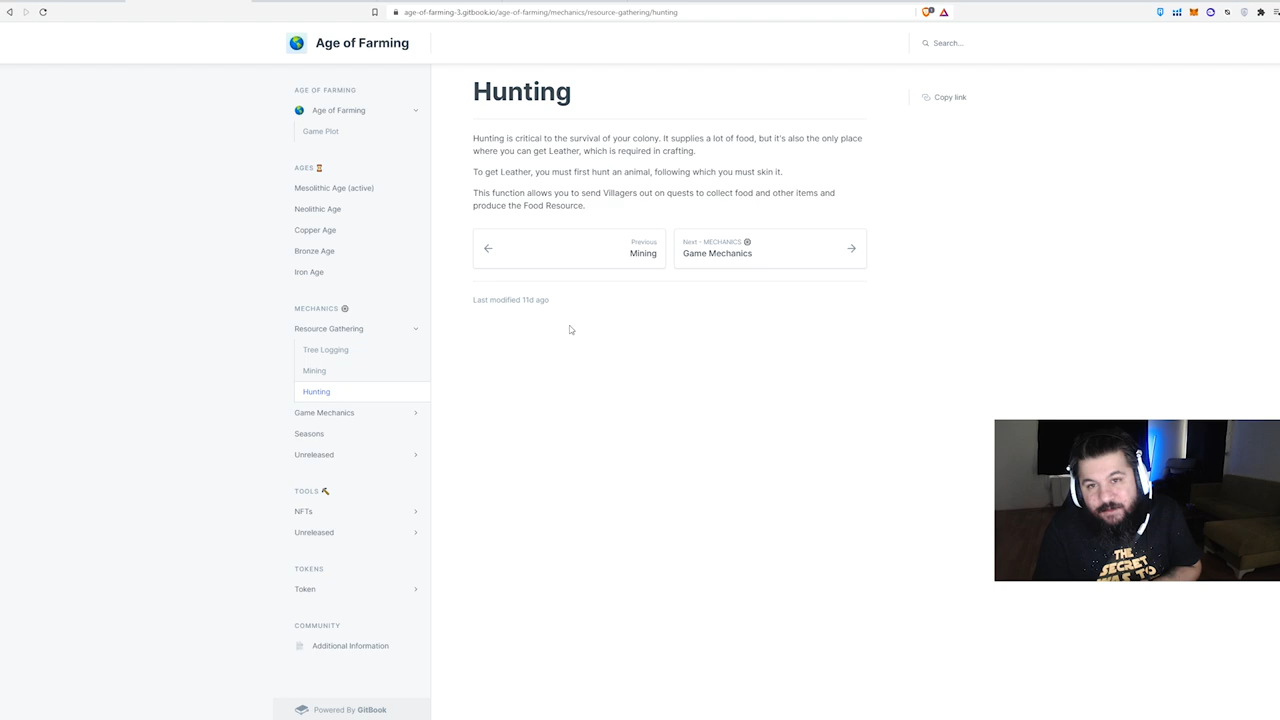 age-of-farming-3.gitbook.io/age-of-farming/mechanics/resource-gathering/hunting
Age of Farming
Search...
AGE OF FARMING
Age of Farming
Game Plot
AGES
Mesolithic Age (active)
Neolithic Age
Copper Age
Bronze Age
Iron Age
MECHANICS
Resource Gathering
Tree Logging
Mining
Hunting
Game Mechanics
Seasons
Unreleased
TOOLS
NFTs
Unreleased
TOKENS
Token
COMMUNITY
Additional Information
Powered By GitBook
Hunting
Copy link
Hunting is critical to the survival of your colony. It supplies a lot of food, but it's also the only place
where you can get Leather, which is required in crafting.
To get Leather, you must first hunt an animal, following which you must skin it.
This function allows you to send Villagers out on quests to collect food and other items and
produce the Food Resource.
Previous
Mining
Next - MECHANICS
Game Mechanics
Last modified 11d ago
THE
SECRET
WAS TO